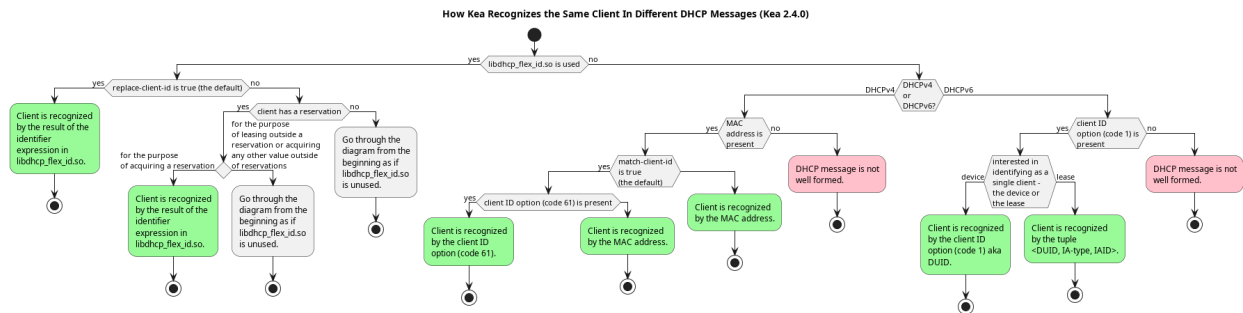 How Kea Recognizes the Same Client In Different DHCP Messages (Kea 2.4.0)
yes
libdhcp_flex_id.so is used
no
yes
replace-client-id is true (the default)
no
Client is recognized
by the result of the
identifier
expression in
libdhcp_flex_id.so.
yes
client has a reservation
no
for the purpose
of acquiring a reservation
for the purpose
of leasing outside a
reservation or acquiring
any other value outside
of reservations
Client is recognized
by the result of the
identifier
expression in
libdhcp_flex_id.so.
Go through the
diagram from the
beginning as if
libdhcp_flex_id.so
is unused.
Go through the
diagram from the
beginning as if
libdhcp_flex_id.so
is unused.
DHCPv4
DHCPv4
or
DHCPv6?
DHCPv6
yes
MAC
address is
present
no
yes
match-client-id
is true
(the default)
yes
client ID option (code 61) is present
Client is recognized
by the client ID
option (code 61).
Client is recognized
by the MAC address.
Client is recognized
by the MAC address.
DHCP message is not
well formed.
yes
client ID
option (code 1) is
present
no
device
interested in
identifying as a
single client -
the device or
the lease
lease
Client is recognized
by the client ID
option (code 1) aka
DUID.
Client is recognized
by the tuple
<DUID, IA-type, IAID>.
DHCP message is not
well formed.